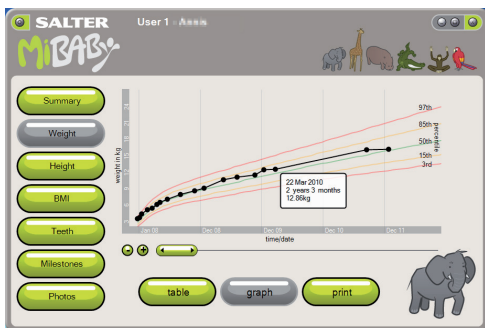 SALTER
User 1 -
MiBABY
Summary
Weight
Height
BMI
Teeth
Milestones
Photos
weight in kg
97th
85th
50th
15th
3rd
percentile
22 Mar 2010
2 years 3 months
12.86kg
Jan 08
Dec 08
Dec 09
Dec 10
Dec 11
time/date
table
graph
print